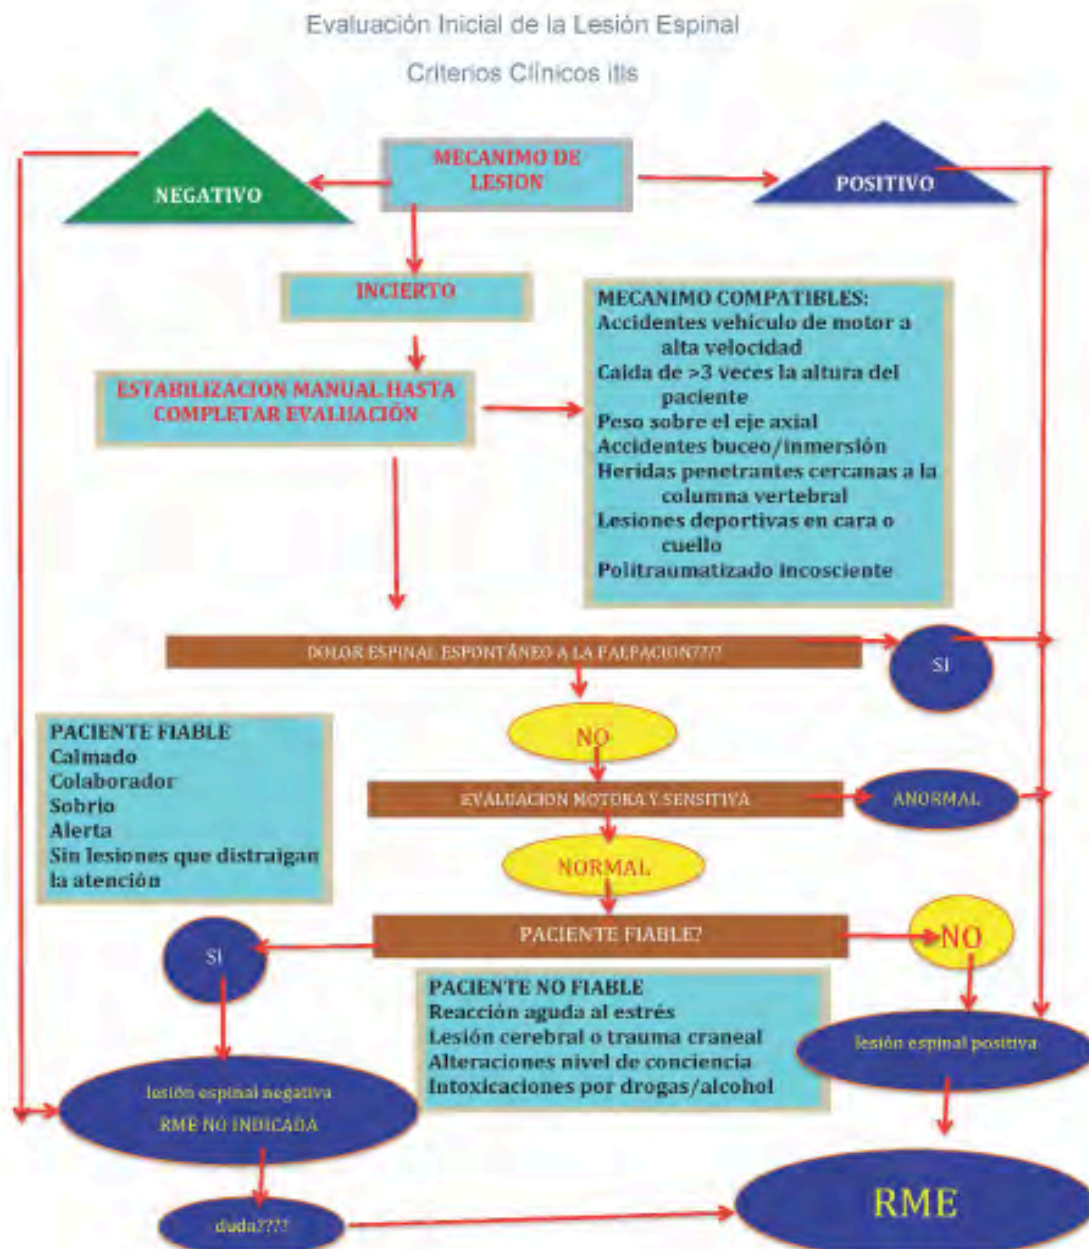 Evaluación Inicial de la Lesión Espinal
Criterios Clínicos itls
NEGATIVO
MECANIMO DE
LESION
POSITIVO
INCIERTO
ESTABILIZACION MANUAL HASTA
COMPLETAR EVALUACIÓN
MECANIMO COMPATIBLES:
Accidentes vehículo de motor a
alta velocidad
Caida de >3 veces la altura del
paciente
Peso sobre el eje axial
Accidentes buceo/inmersión
Heridas penetrantes cercanas a la
columna vertebral
Lesiones deportivas en cara o
cuello
Politraumatizado incosciente
DOLOR ESPINAL ESPONTÁNEO A LA PALPACION????
SI
NO
PACIENTE FIABLE
Calmado
Colaborador
Sobrio
Alerta
Sin lesiones que distraigan
la atención
EVALUACION MOTORA Y SENSITIVA
ANORMAL
NORMAL
PACIENTE FIABLE?
SI
NO
PACIENTE NO FIABLE
Reacción aguda al estrés
Lesión cerebral o trauma craneal
Alteraciones nivel de conciencia
Intoxicaciones por drogas/alcohol
lesión espinal positiva
lesión espinal negativa
RME NO INDICADA
duda????
RME